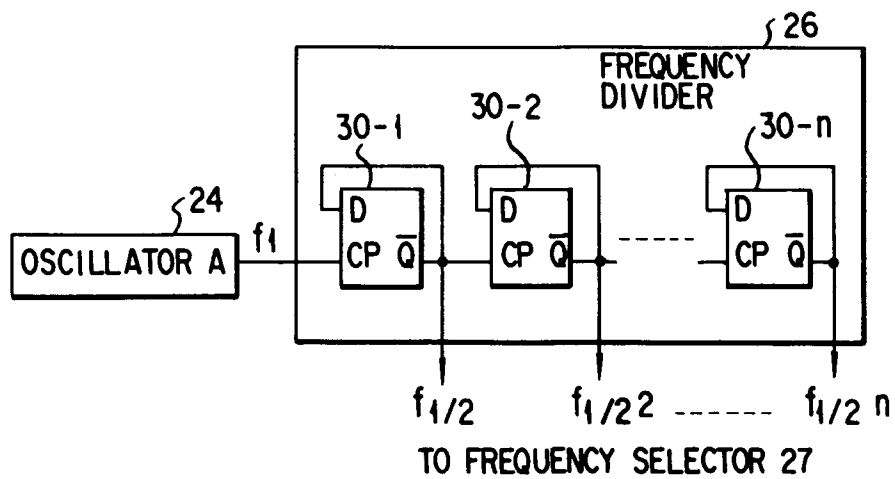 26
FREQUENCY
DIVIDER
30-1
30-2
30-n
24
OSCILLATOR A
f1
D
CP Q̅
D
CP Q̅
------
D
CP Q̅
f1/2
f1/2 2
------
f1/2 n
TO FREQUENCY SELECTOR 27